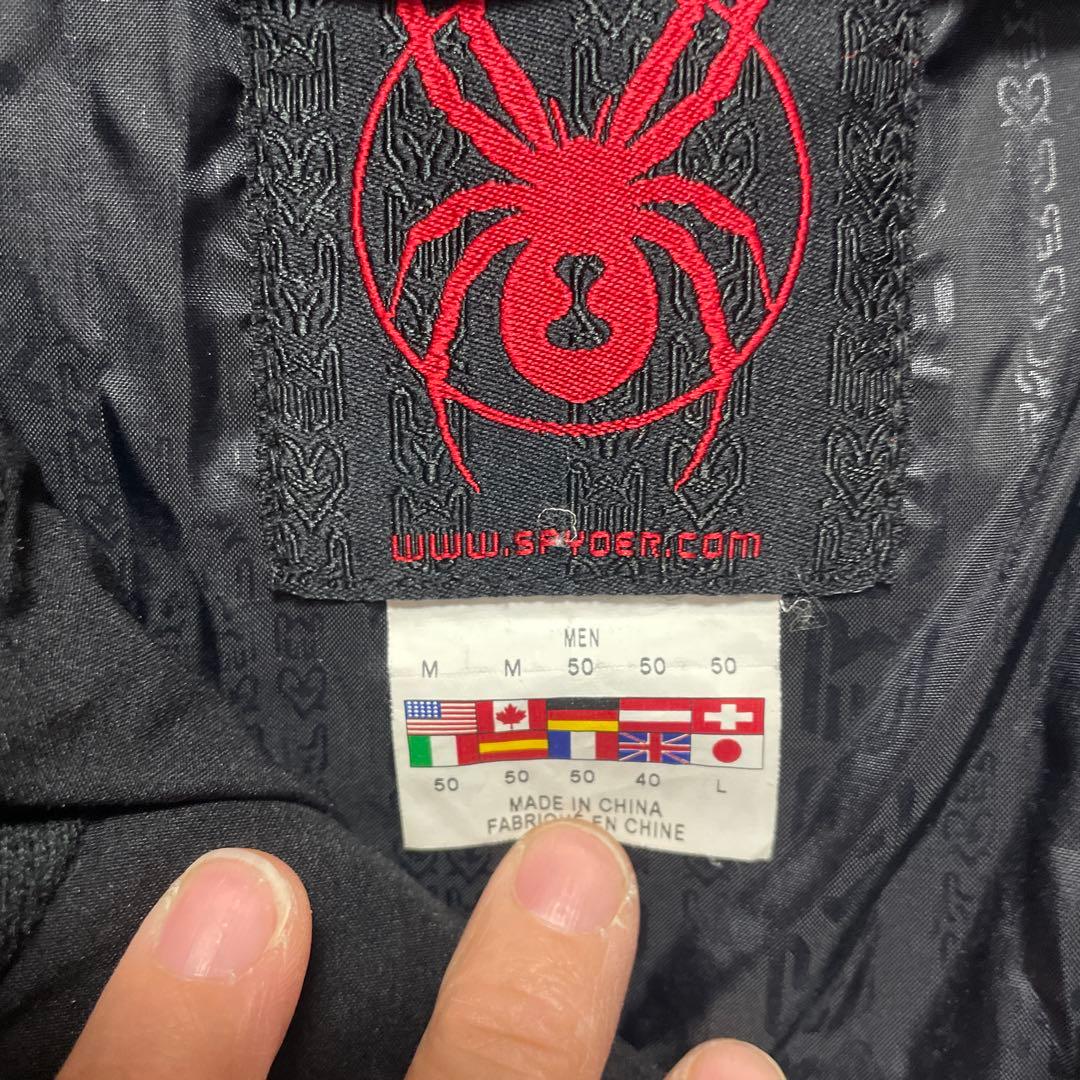 WWW.SPYDER.COM
MEN
M M 50 50 50
50 50 50 40 L
MADE IN CHINA
FABRIQUÉ EN CHINE